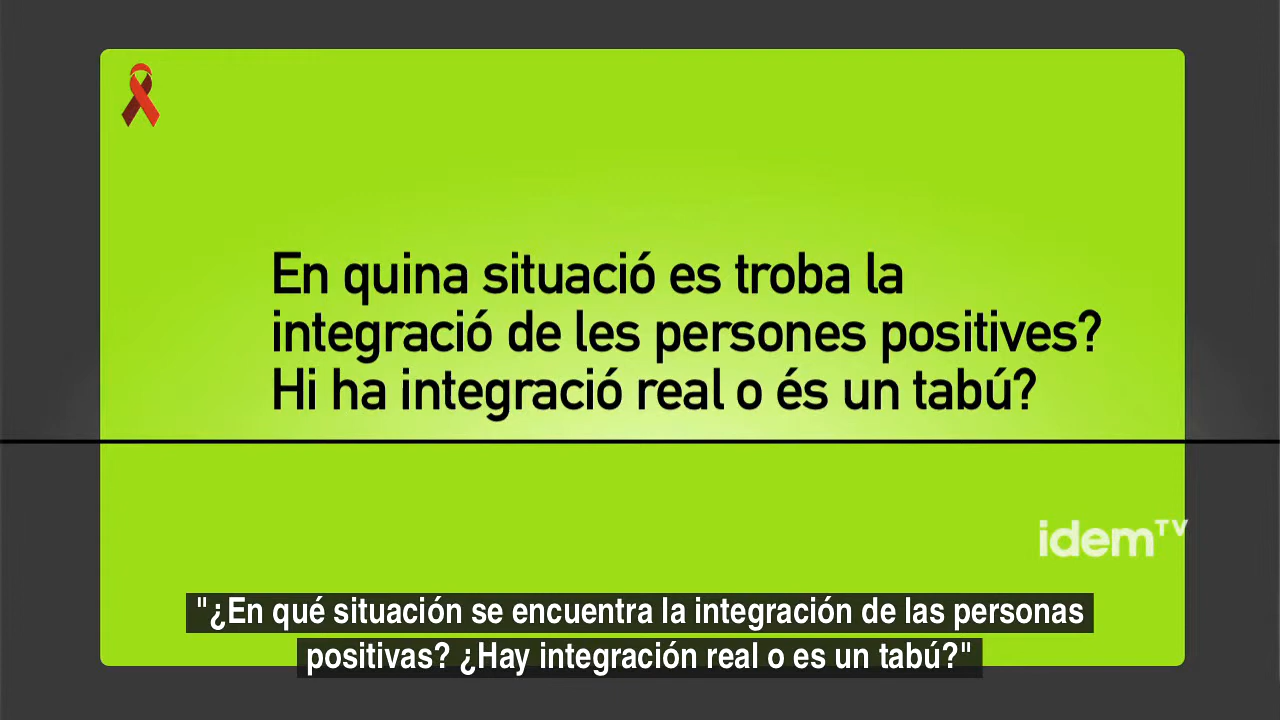 En quina situació es troba la
integració de les persones positives?
Hi ha integració real o és un tabú?
idemTV
"¿En qué situación se encuentra la integración de las personas
positivas? ¿Hay integración real o es un tabú?"